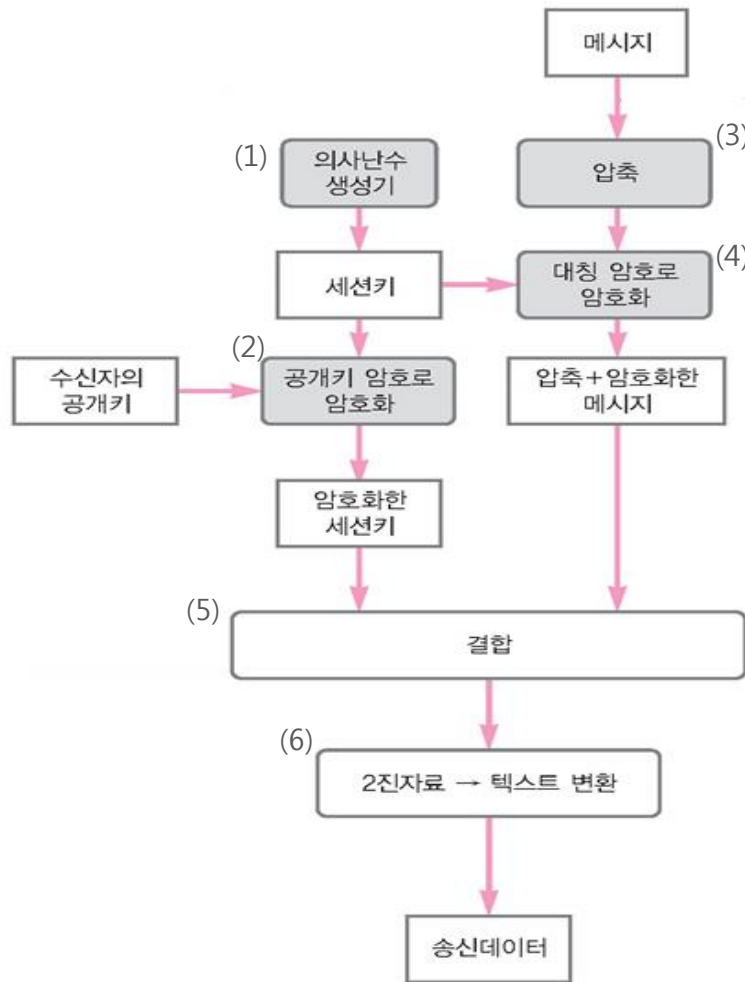 메시지
(1)
의사난수
생성기
(3)
압축
세션키
(4)
대칭 암호로
암호화
(2)
수신자의
공개키
공개키 암호로
암호화
압축+암호화한
메시지
암호화한
세션키
(5)
결합
(6)
2진자료 → 텍스트 변환
송신데이터